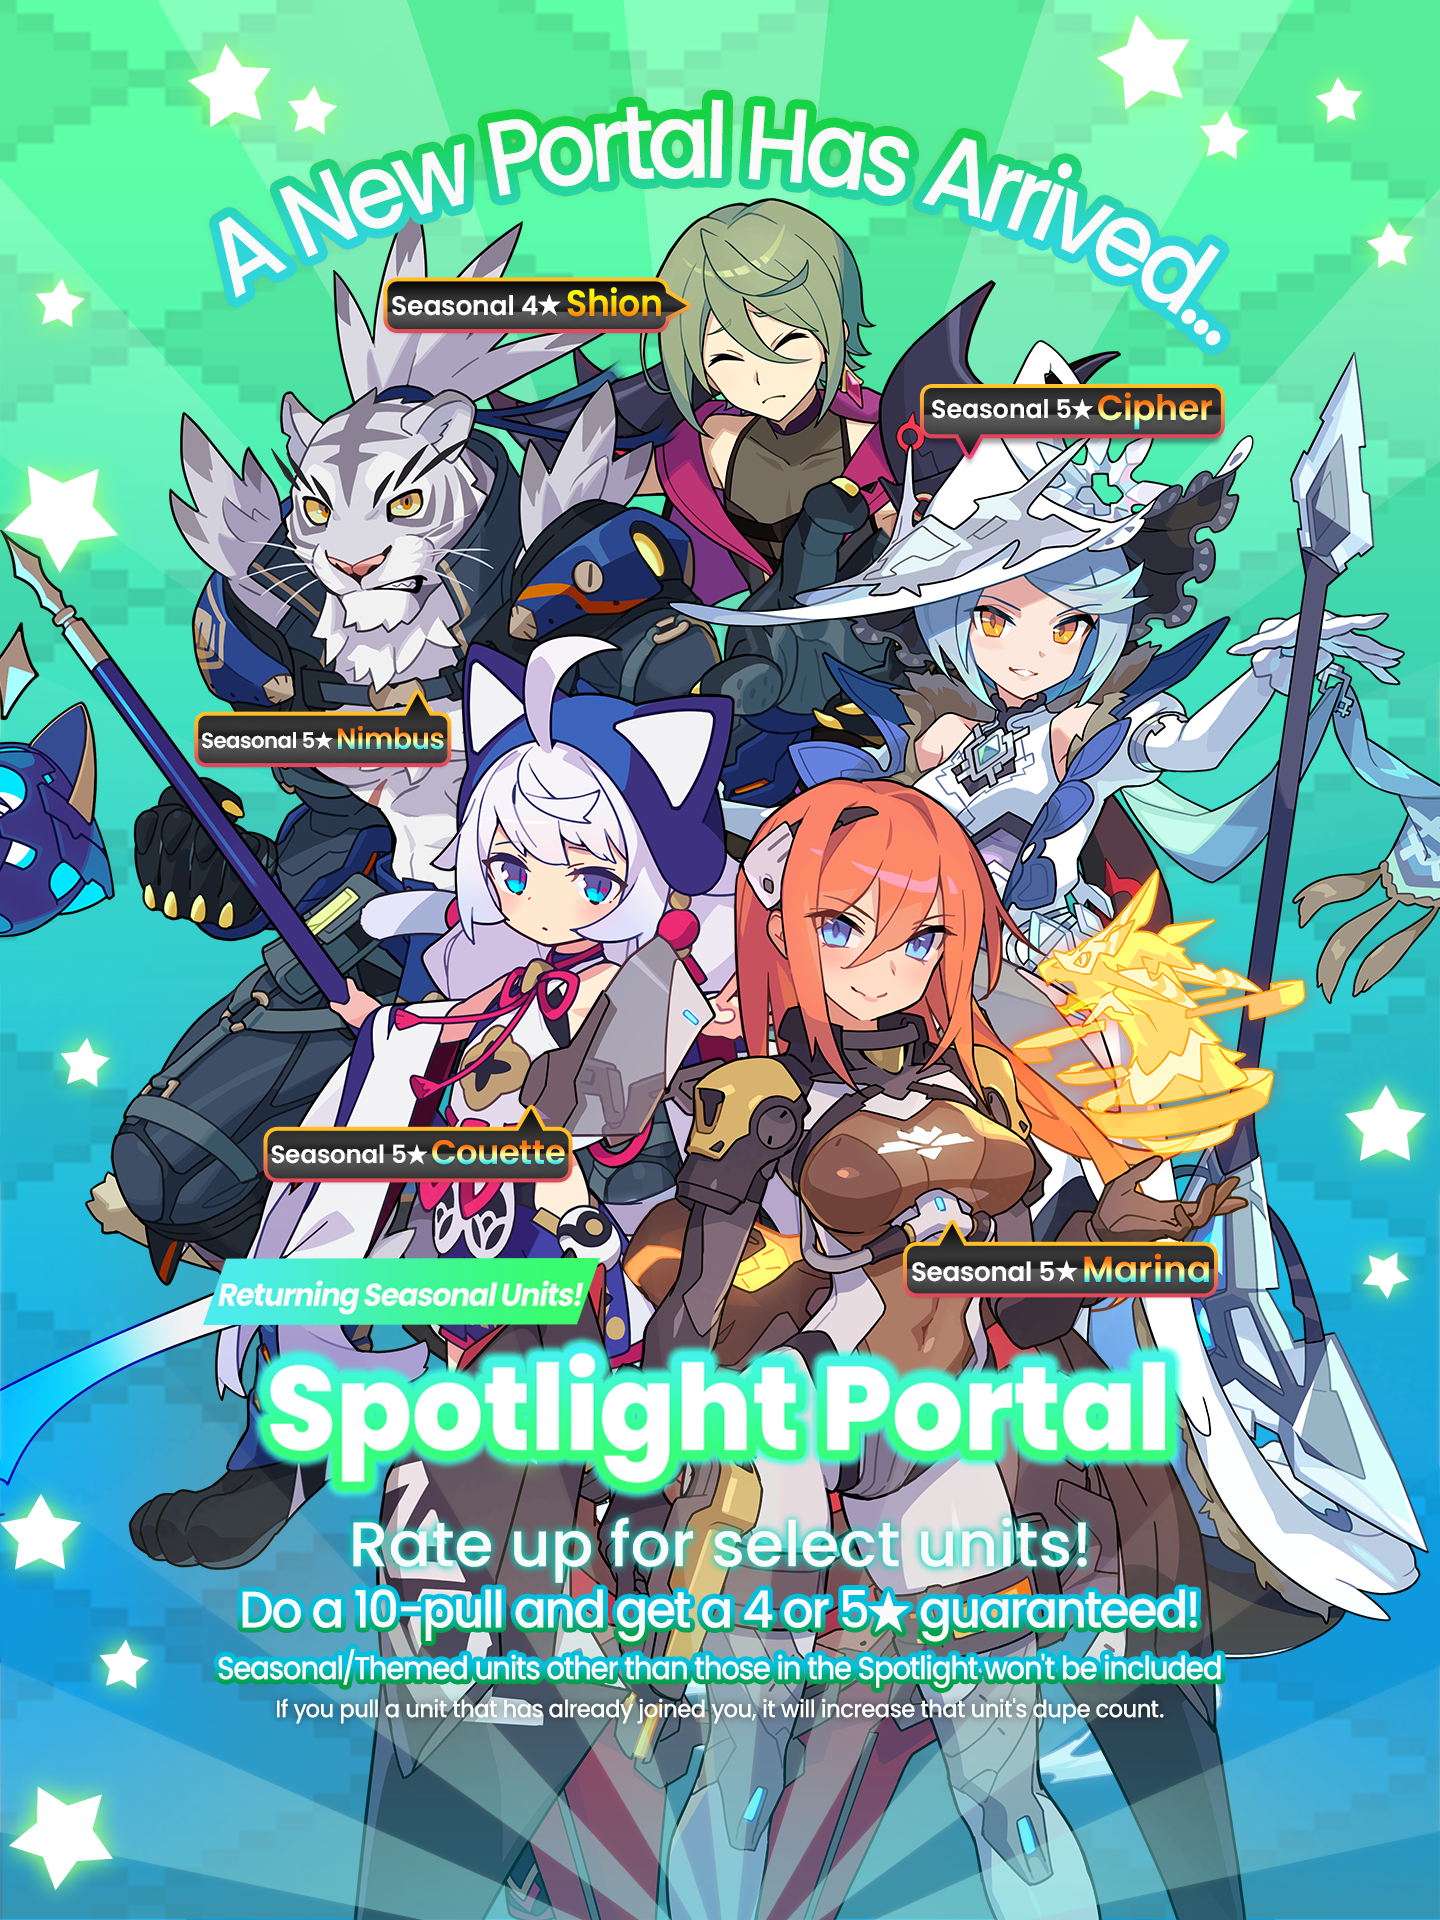 A New Portal Has Arrived...
Seasonal 4★ Shion
Seasonal 5★ Cipher
Seasonal 5★ Nimbus
Seasonal 5★ Couette
Seasonal 5★ Marina
Returning Seasonal Units!
Spotlight Portal
Rate up for select units!
Do a 10-pull and get a 4 or 5★ guaranteed!
Seasonal/Themed units other than those in the Spotlight won't be included
If you pull a unit that has already joined you, it will increase that unit's dupe count.